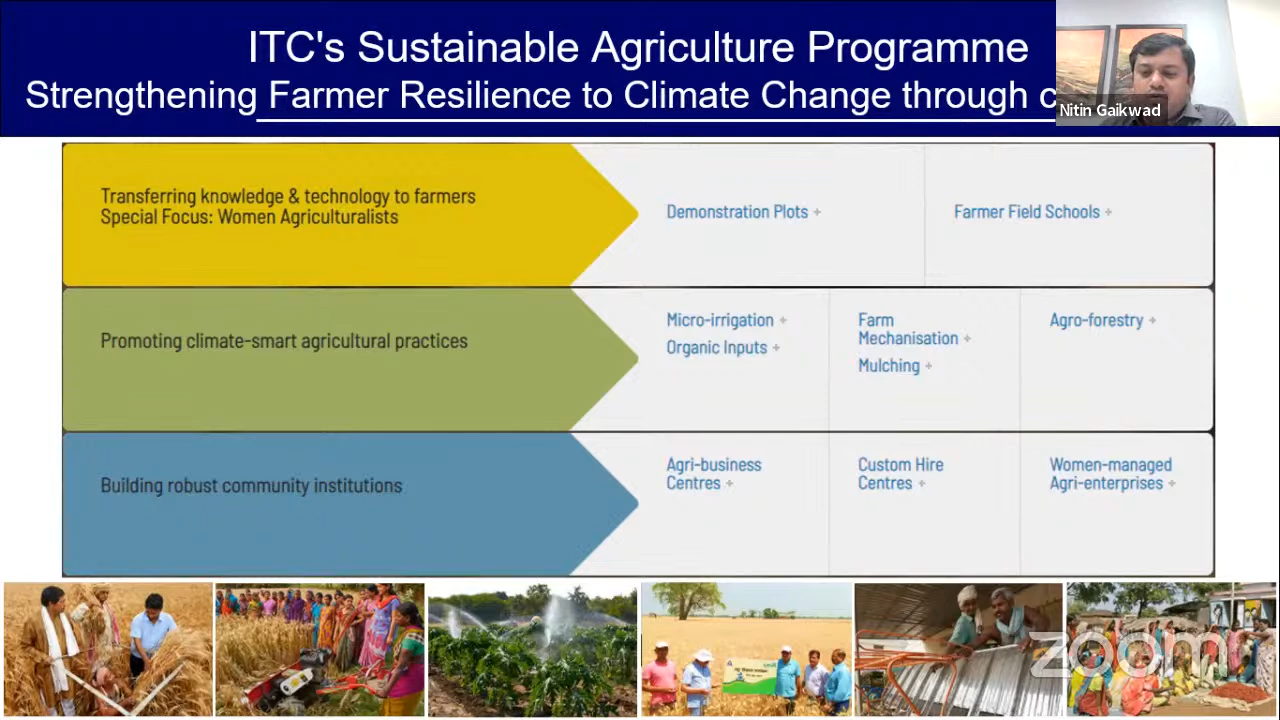 ITC's Sustainable Agriculture Programme
Strengthening Farmer Resilience to Climate Change through
Nitin Gaikwad
Transferring knowledge & technology to farmers
Special Focus: Women Agriculturalists
Demonstration Plots +
Farmer Field Schools +
Promoting climate-smart agricultural practices
Micro-irrigation +
Organic Inputs +
Farm
Mechanisation +
Mulching +
Agro-forestry +
Building robust community institutions
Agri-business
Centres +
Custom Hire
Centres +
Women-managed
Agri-enterprises +
zoom